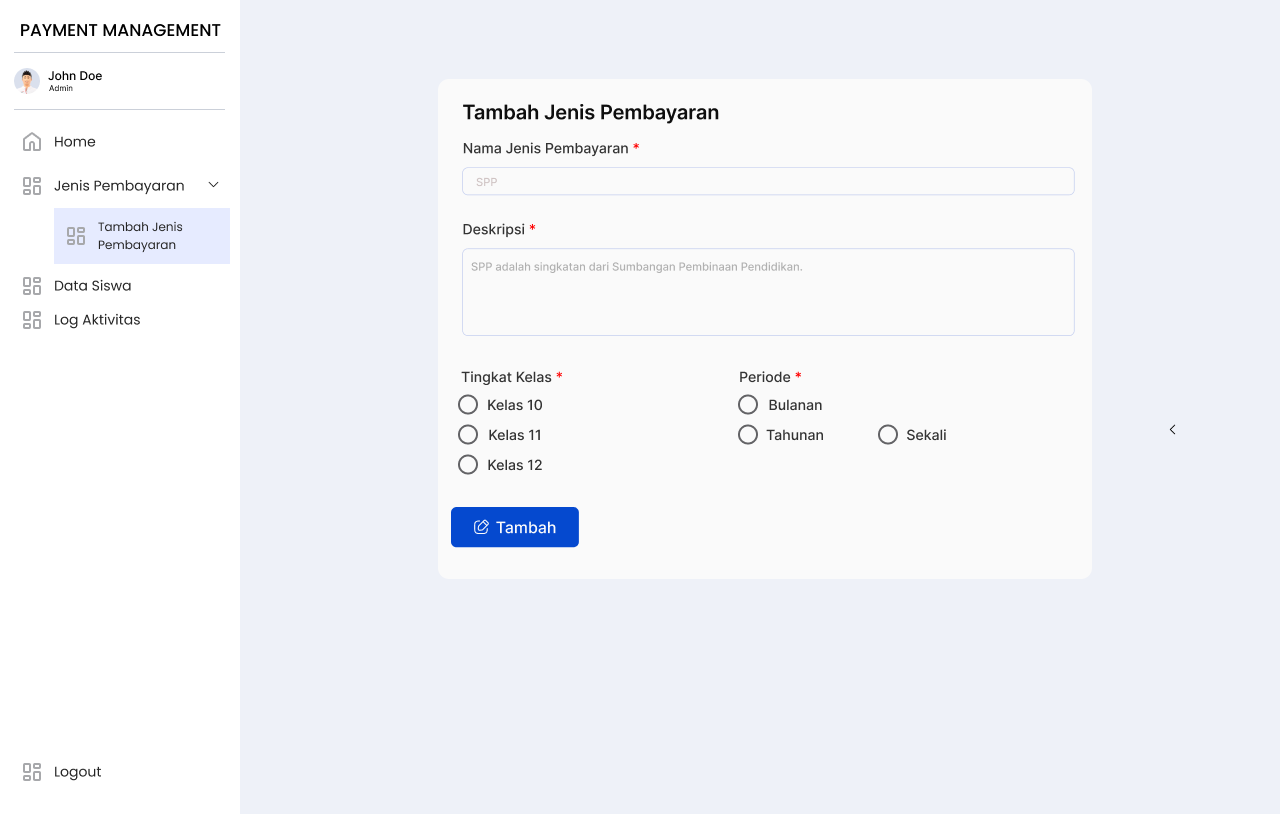 PAYMENT MANAGEMENT
John Doe
Admin
Home
Jenis Pembayaran
Tambah Jenis
Pembayaran
Data Siswa
Log Aktivitas
Logout
Tambah Jenis Pembayaran
Nama Jenis Pembayaran *
SPP
Deskripsi *
SPP adalah singkatan dari Sumbangan Pembinaan Pendidikan.
Tingkat Kelas *
Kelas 10
Kelas 11
Kelas 12
Periode *
Bulanan
Tahunan
Sekali
Tambah